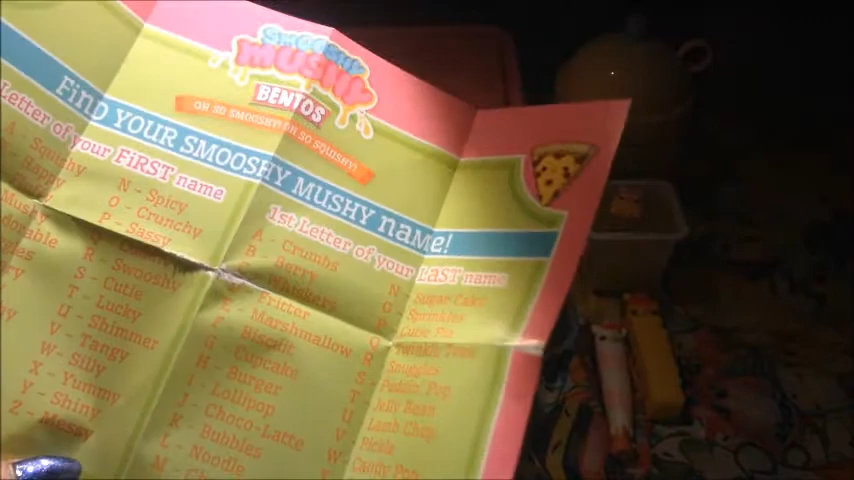 SMOOSHY
MUSHY
BENTOS
OH SO SMOOSHY! OH SO SQUISHY!
FIND YOUR SMOOSHY MUSHY name!
Letter of your FIRST name
1st Letter of your LAST name
A - Squishy
N - Spicy
O - Crunchy
P - Sassy
R - Swooshy
S - Cutie
T - Lucky
U - Shimmer
V - Tangy
W - Silly
X - Yummy
Y - Shiny
Z - Messy
A - Crumbs
B - Berry
Whiskers
Fritter
Marshmallow
F - Biscuit
G - Cupcake
H - Burger
I - Lollipop
J - Choco-Latte
K - Bubbles
L - Noodle
M -
N - Sugar Cake
O - Sprinkles
P - Cutie Pie
Q - Twinkle Toes
R - Snuggles
S - Puddin' Pop
T - Jelly Bean
U - Lamb Chop
V - Pickle
W - Candy Pop